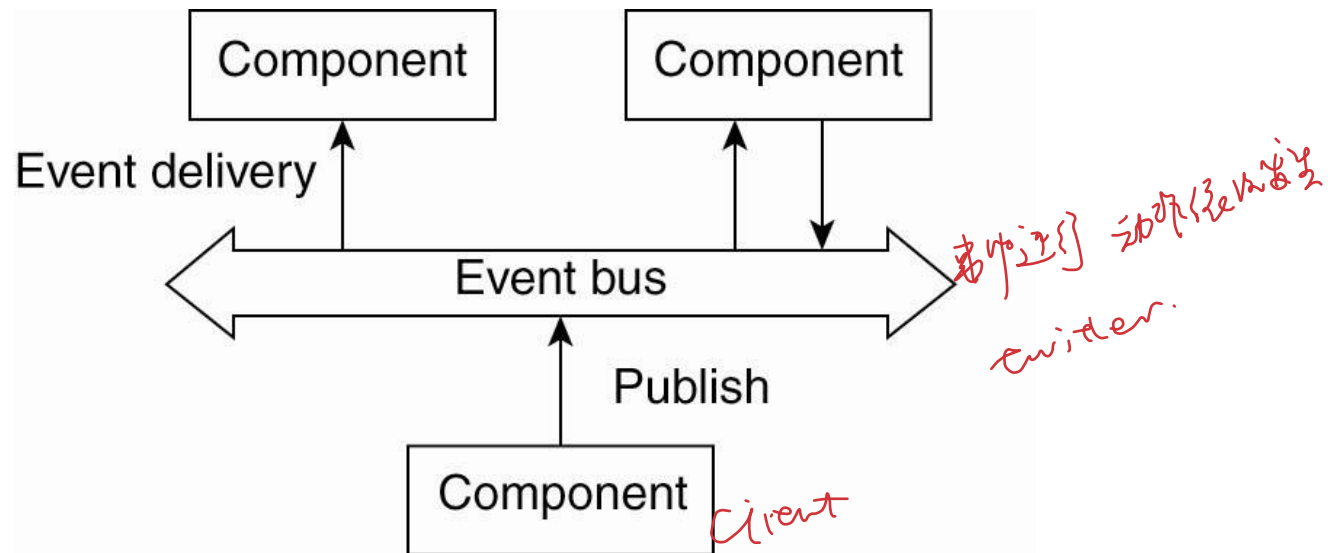 Component
Component
Event delivery
Event bus
twitter.
Publish
Component
Client